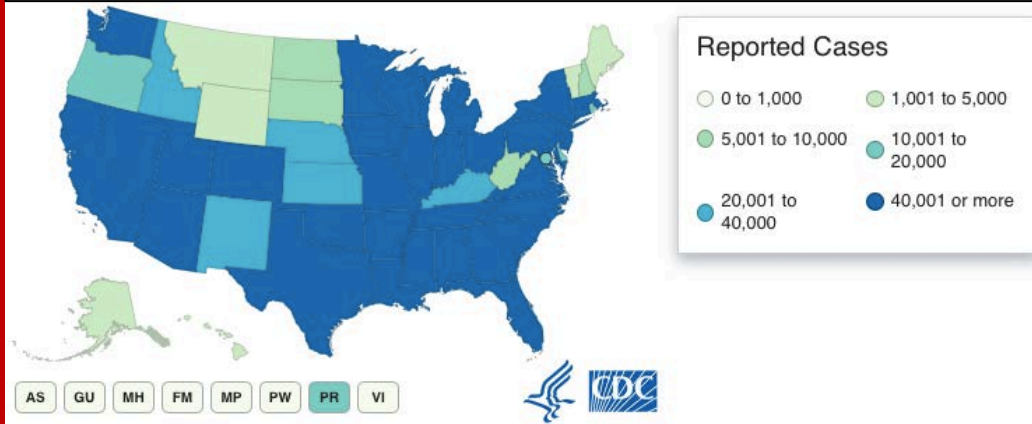 Reported Cases
0 to 1,000
1,001 to 5,000
5,001 to 10,000
10,001 to
20,000
20,001 to
40,000
40,001 or more
AS GU MH FM MP PW PR VI
CDC